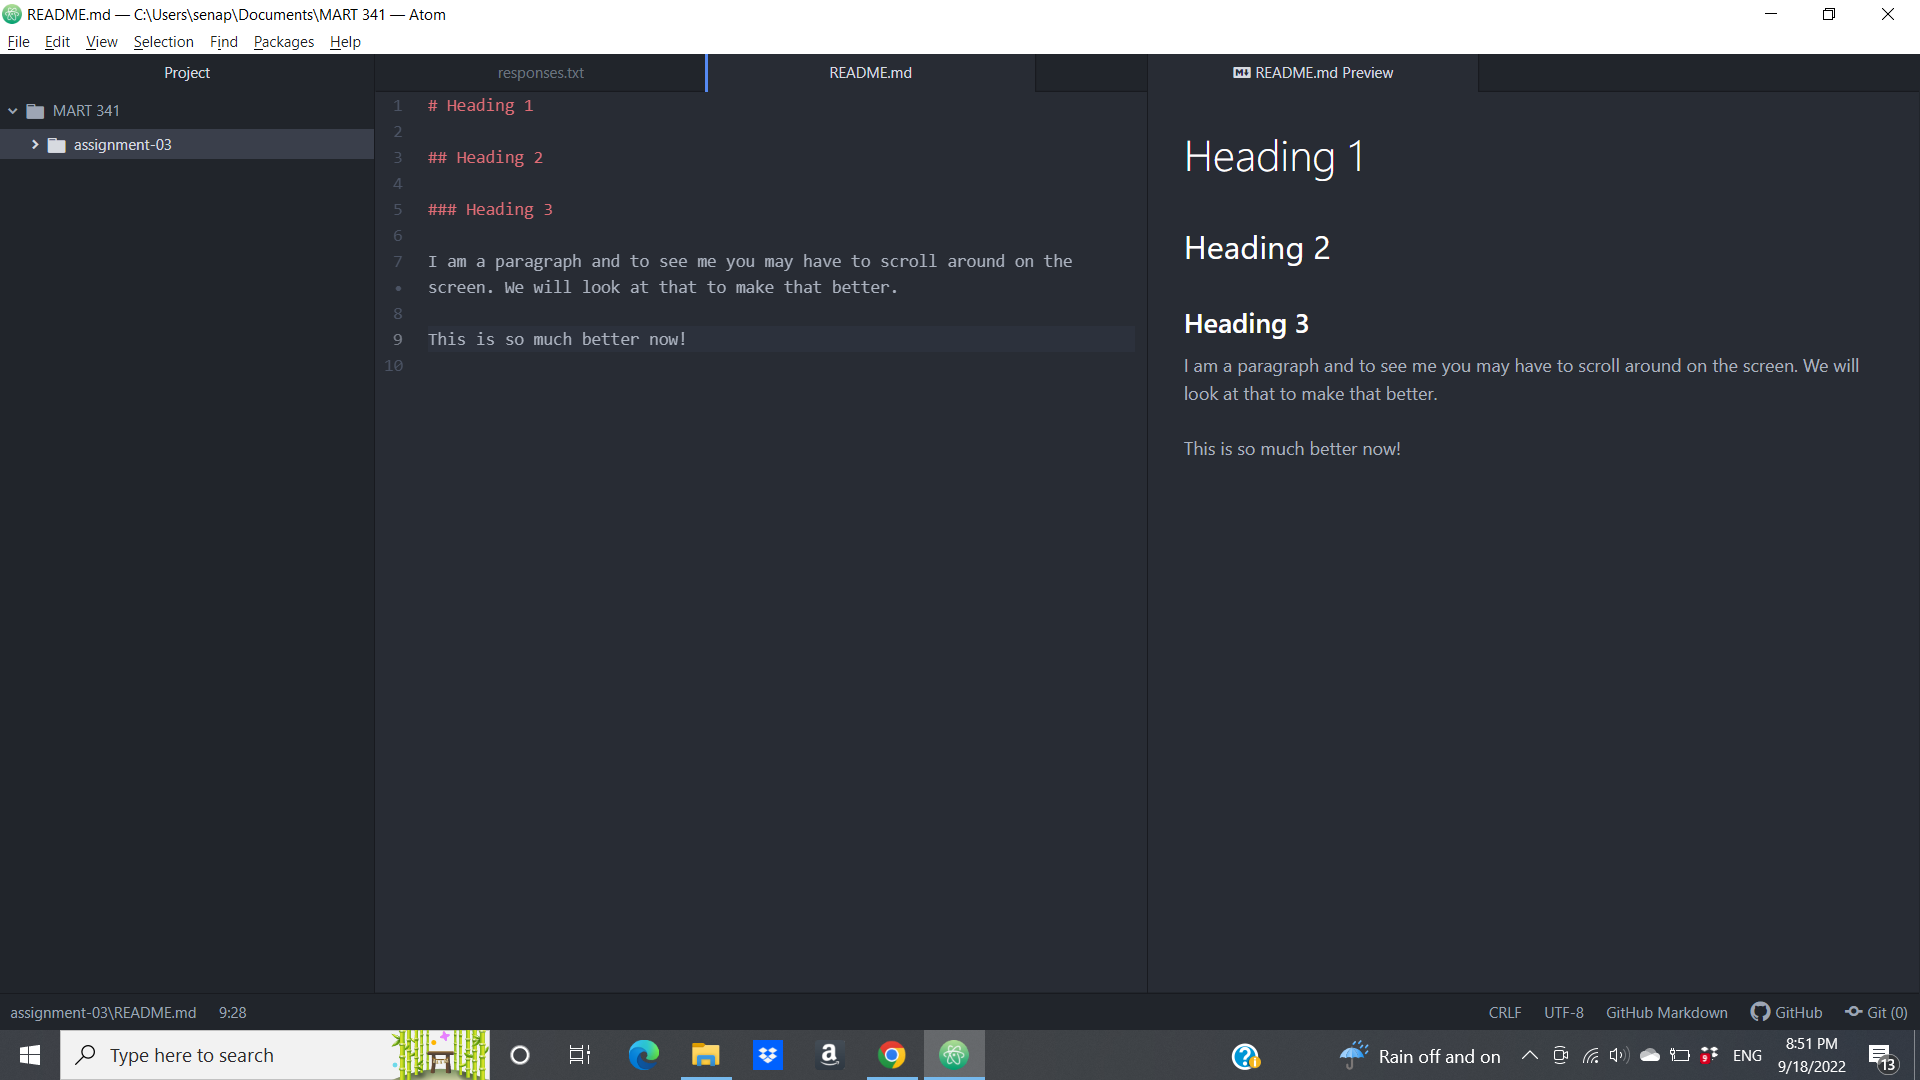 README.md — C:\Users\senap\Documents\MART 341 — Atom
File Edit View Selection Find Packages Help
Project
MART 341
assignment-03
responses.txt
README.md
README.md Preview
1 # Heading 1
2
3 ## Heading 2
4
5 ### Heading 3
6
7 I am a paragraph and to see me you may have to scroll around on the
• screen. We will look at that to make that better.
8
9 This is so much better now!
10
Heading 1
Heading 2
Heading 3
I am a paragraph and to see me you may have to scroll around on the screen. We will
look at that to make that better.
This is so much better now!
assignment-03\README.md 9:28
CRLF UTF-8 GitHub Markdown GitHub Git (0)
Type here to search
Rain off and on
9
ENG
8:51 PM
9/18/2022
13